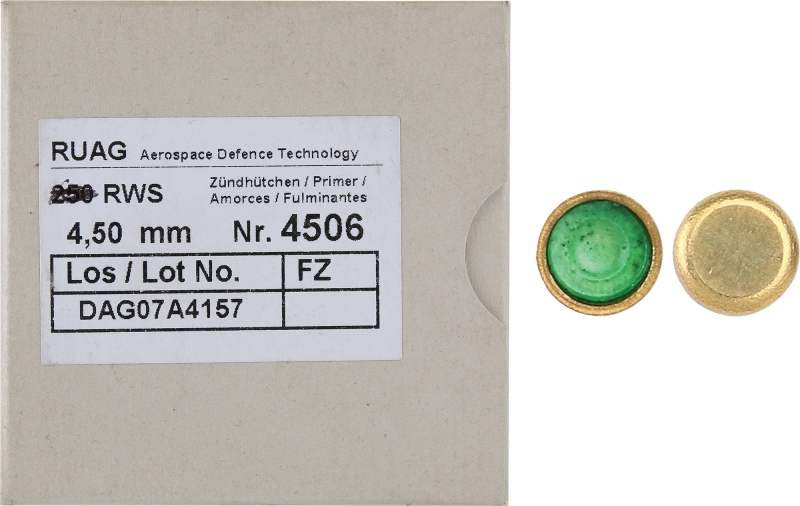 RUAG Aerospace Defence Technology
250 RWS Zündhütchen / Primer /
Amorces / Fulminantes
4,50 mm Nr. 4506
Los / Lot No. FZ
DAG07A4157